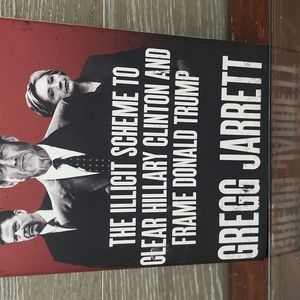 THE ILLICIT SCHEME TO
CLEAR HILLARY CLINTON AND
FRAME DONALD TRUMP
GREGG JARRETT